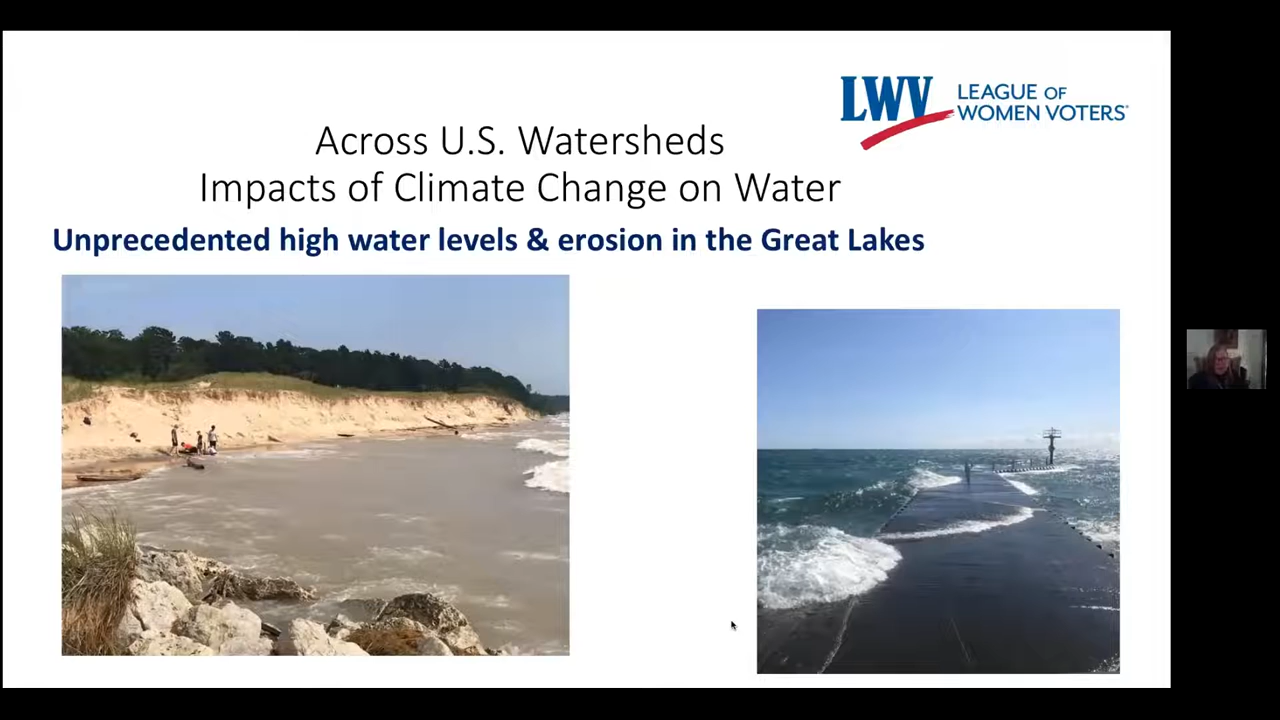 LWV LEAGUE OF
WOMEN VOTERS®
Across U.S. Watersheds
Impacts of Climate Change on Water
Unprecedented high water levels & erosion in the Great Lakes